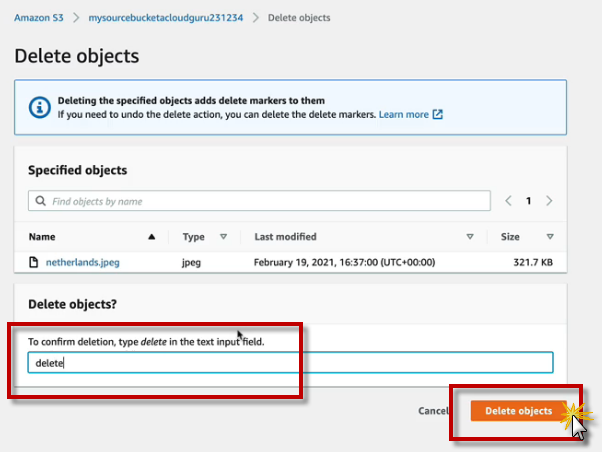 Amazon S3 > mysourcebucketacloudguru231234 > Delete objects
Delete objects
Deleting the specified objects adds delete markers to them
If you need to undo the delete action, you can delete the delete markers. Learn more
Specified objects
Find objects by name
< 1 >
Name Type Last modified Size
netherlands.jpeg jpeg February 19, 2021, 16:37:00 (UTC+00:00) 321.7 KB
Delete objects?
To confirm deletion, type delete in the text input field.
delete
Cancel Delete objects